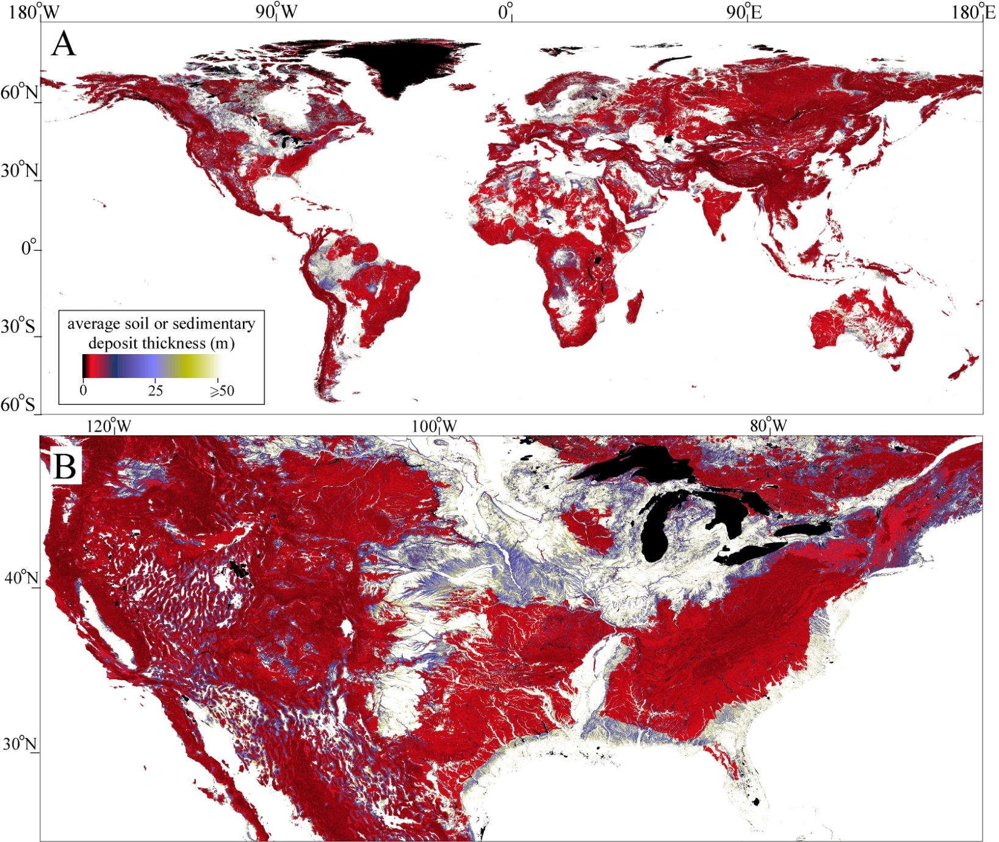 180°W 90°W 0° 90°E 180°E
A
60°N
30°N
0°
30°S
60°S
average soil or sedimentary
deposit thickness (m)
0 25 ⩾50
120°W 100°W 80°W
B
40°N
30°N